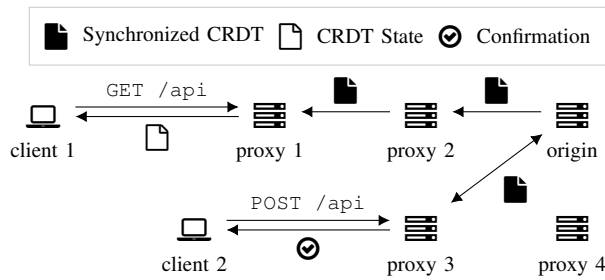 Synchronized CRDT CRDT State Confirmation
GET /api
client 1 proxy 1 proxy 2 origin
POST /api
client 2 proxy 3 proxy 4